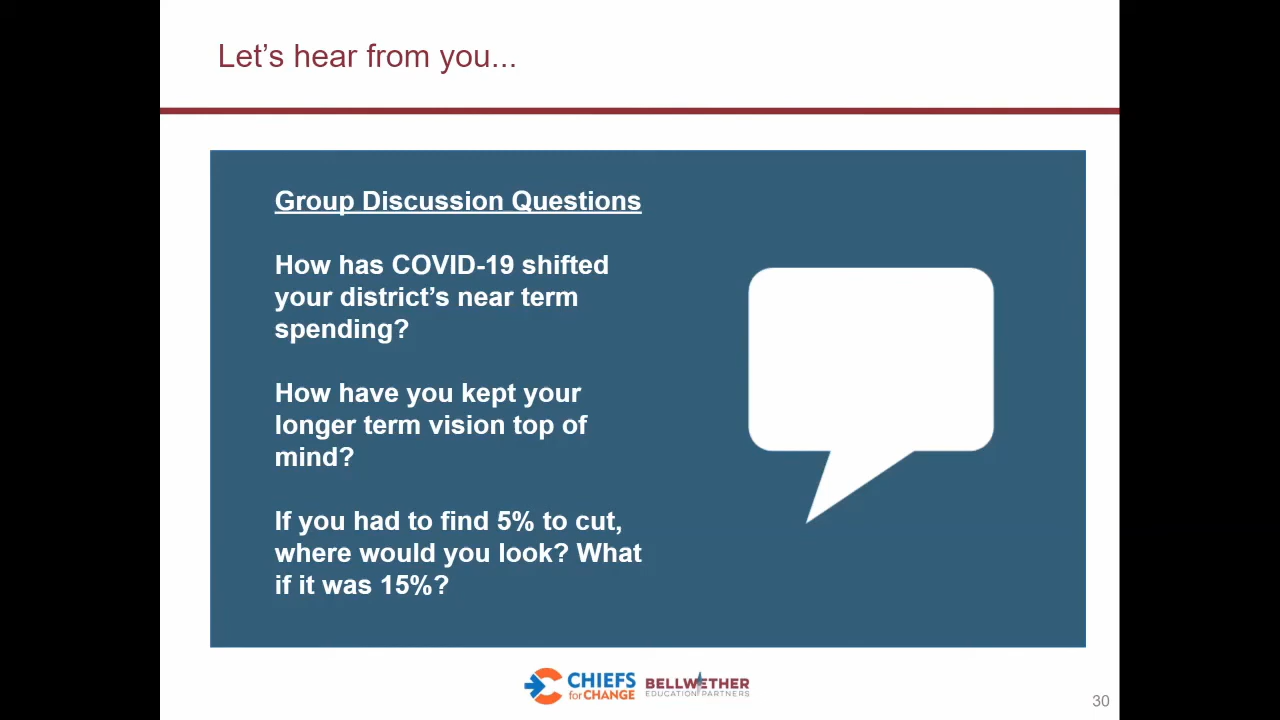 Let’s hear from you...
Group Discussion Questions
How has COVID-19 shifted
your district’s near term
spending?
How have you kept your
longer term vision top of
mind?
If you had to find 5% to cut,
where would you look? What
if it was 15%?
CHIEFS
for CHANGE
BELLWETHER
EDUCATION PARTNERS
30